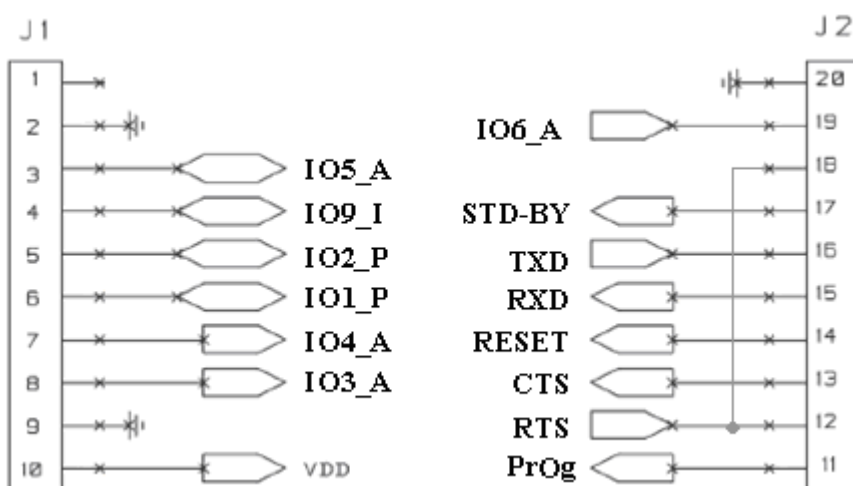 J1 J2
1 20
2 IO6_A 19
3 IO5_A 18
4 IO9_I STD-BY 17
5 IO2_P TXD 16
6 IO1_P RXD 15
7 IO4_A RESET 14
8 IO3_A CTS 13
9 RTS 12
10 VDD PrOg 11